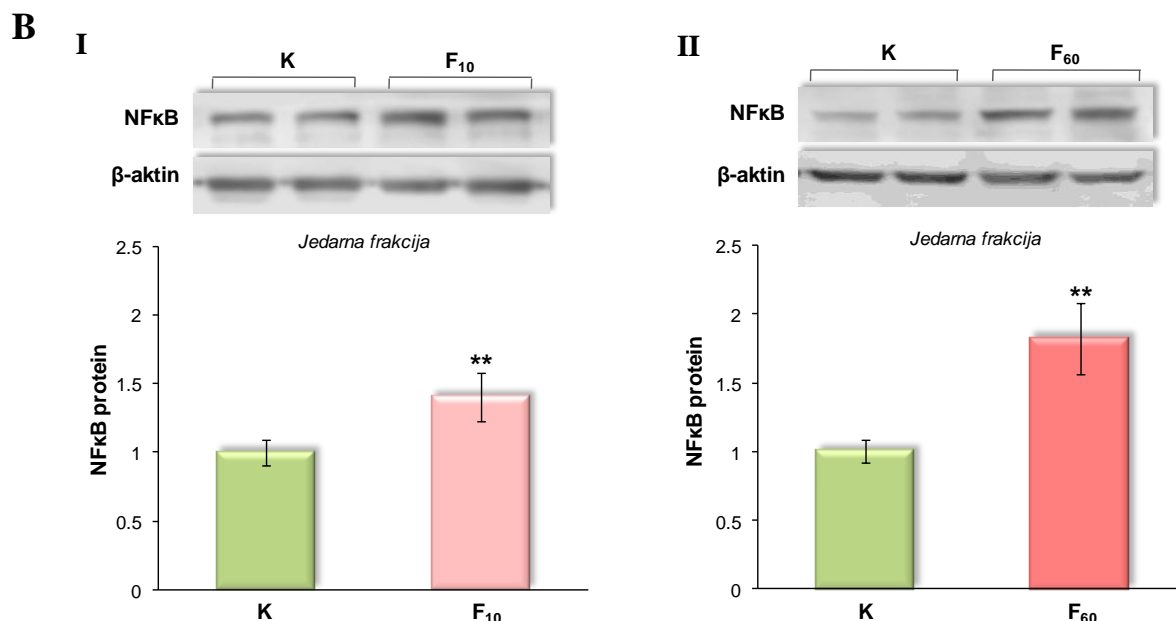 B
I
K F₁₀
NFκB
β-aktin
Jedarna frakcija
NFκB protein
2.5
2
1.5
1
0.5
0
**
K F₁₀
II
K F₆₀
NFκB
β-aktin
Jedarna frakcija
NFκB protein
2.5
2
1.5
1
0.5
0
**
K F₆₀